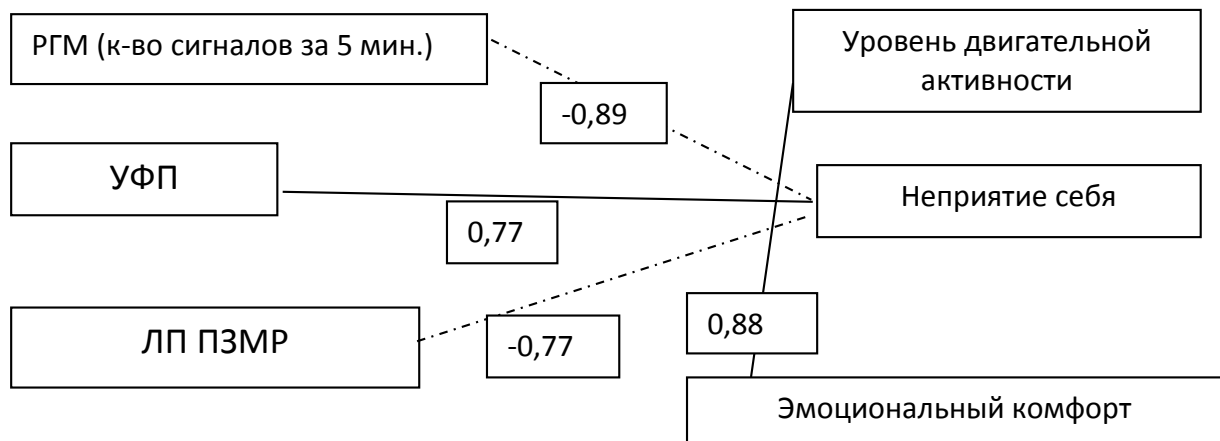 РГМ (к-во сигналов за 5 мин.)
Уровень двигательной
активности
-0,89
УФП
Неприятие себя
0,77
ЛП ПЗМР
-0,77
0,88
Эмоциональный комфорт